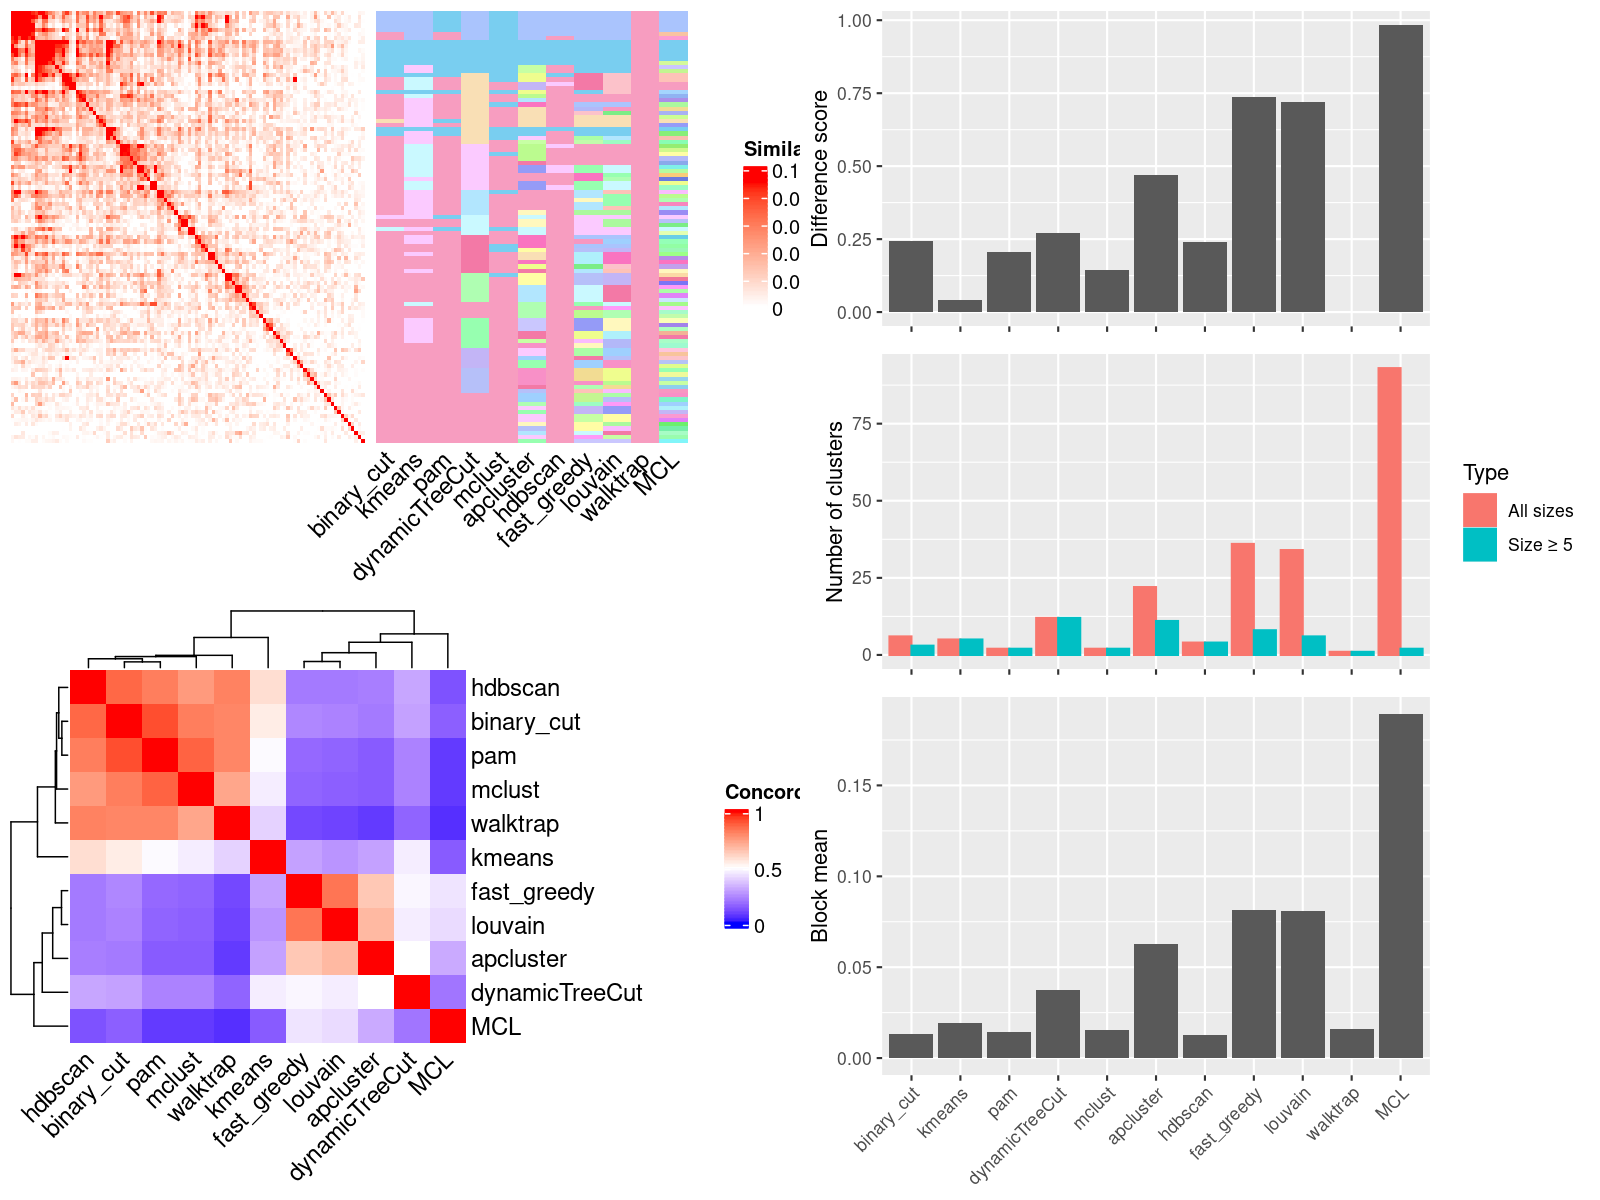 Simila
0.1
0.0
0.0
0.0
0.0
0
binary_cut
kmeans
pam
dynamicTreeCut
mclust
apcluster
hdbscan
fast_greedy
louvain
walktrap
MCL
hdbscan
binary_cut
pam
mclust
walktrap
kmeans
fast_greedy
louvain
apcluster
dynamicTreeCut
MCL
hdbscan
binary_cut
pam
mclust
walktrap
kmeans
fast_greedy
louvain
apcluster
dynamicTreeCut
MCL
Concord
1
0.5
0
Difference score
1.00
0.75
0.50
0.25
0.00
Number of clusters
75
50
25
0
Type
All sizes
Size ≥ 5
Block mean
0.15
0.10
0.05
0.00
binary_cut
kmeans
pam
dynamicTreeCut
mclust
apcluster
hdbscan
fast_greedy
louvain
walktrap
MCL